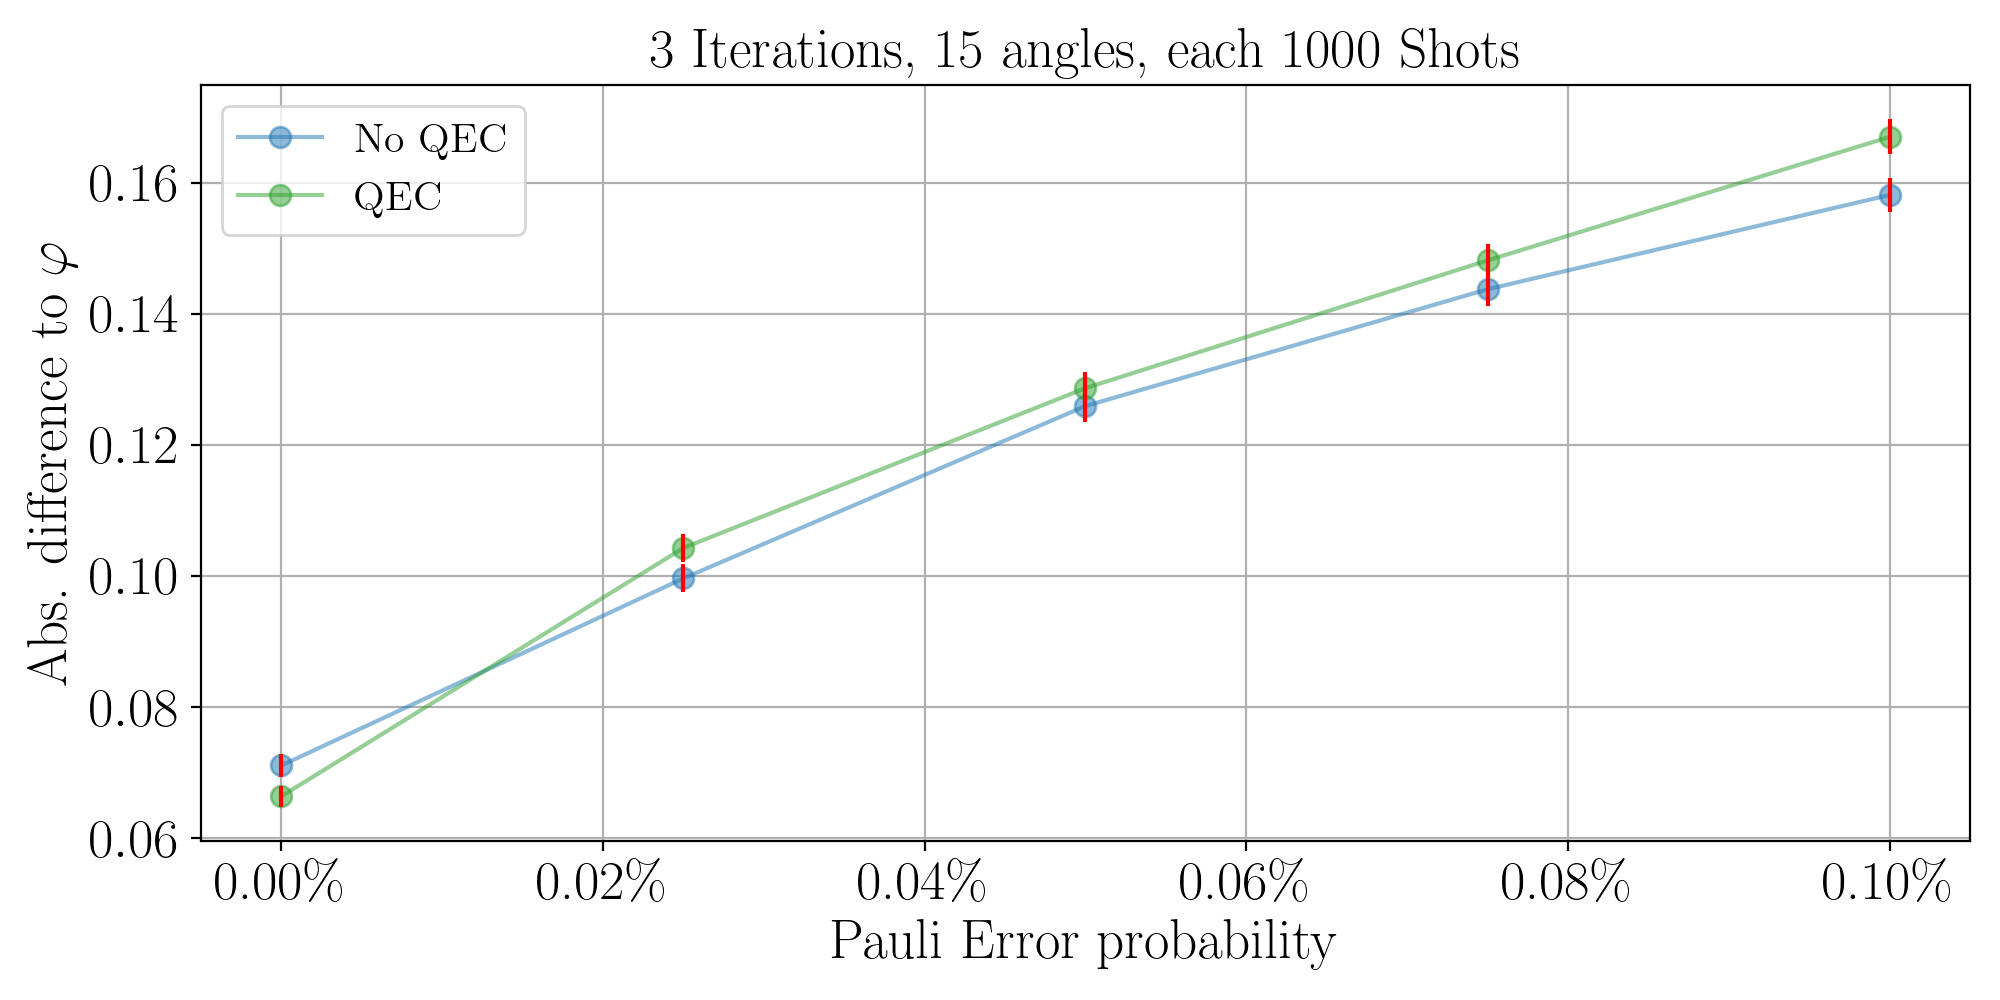 3 Iterations, 15 angles, each 1000 Shots
No QEC
QEC
Abs. difference to φ
0.16
0.14
0.12
0.10
0.08
0.06
0.00% 0.02% 0.04% 0.06% 0.08% 0.10%
Pauli Error probability